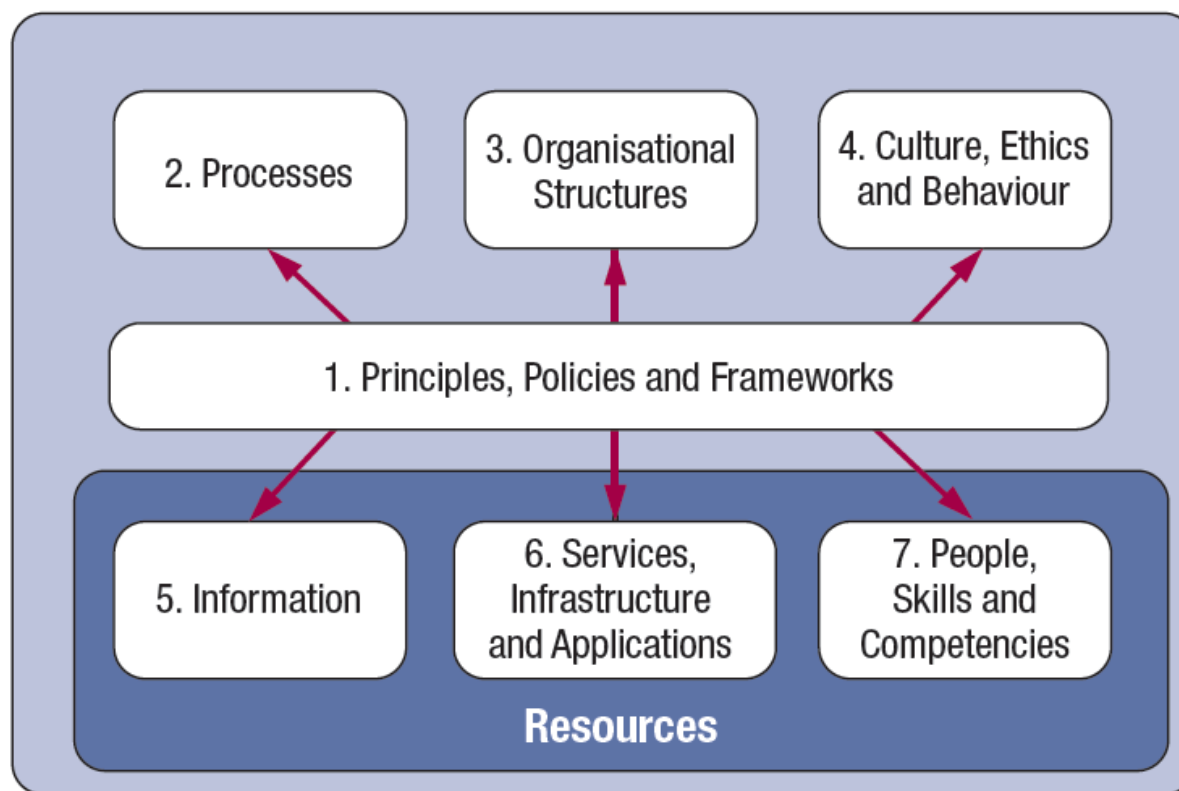 2. Processes
3. Organisational
Structures
4. Culture, Ethics
and Behaviour
1. Principles, Policies and Frameworks
5. Information
6. Services,
Infrastructure
and Applications
7. People,
Skills and
Competencies
Resources